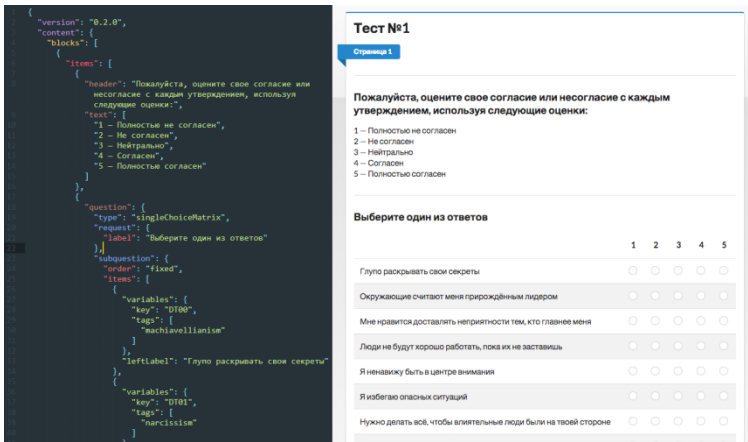 {
"version": "0.2.0",
"content": {
"blocks": [
{
"items": [
{
"header": "Пожалуйста, оцените свое согласие или
несогласие с каждым утверждением, используя
следующие оценки:",
"text": [
"1 — Полностью не согласен",
"2 — Не согласен",
"3 — Нейтрально",
"4 — Согласен",
"5 — Полностью согласен"
]
},
{
"question": {
"type": "singleChoiceMatrix",
"request": {
"label": "Выберите один из ответов"
},
"subquestion": {
"order": "fixed",
"items": [
{
"variables": {
"key": "DT00",
"tags": [
"machiavellianism"
]
},
"leftLabel": "Глупо раскрывать свои секреты"
},
{
"variables": {
"key": "DT01",
"tags": [
"narcissism"
]
Тест №1
Страница 1
Пожалуйста, оцените свое согласие или несогласие с каждым
утверждением, используя следующие оценки:
1 — Полностью не согласен
2 — Не согласен
3 — Нейтрально
4 — Согласен
5 — Полностью согласен
Выберите один из ответов
1 2 3 4 5
Глупо раскрывать свои секреты
Окружающие считают меня прирождённым лидером
Мне нравится доставлять неприятности тем, кто главнее меня
Люди не будут хорошо работать, пока их не заставишь
Я ненавижу быть в центре внимания
Я избегаю опасных ситуаций
Нужно делать всё, чтобы влиятельные люди были на твоей стороне